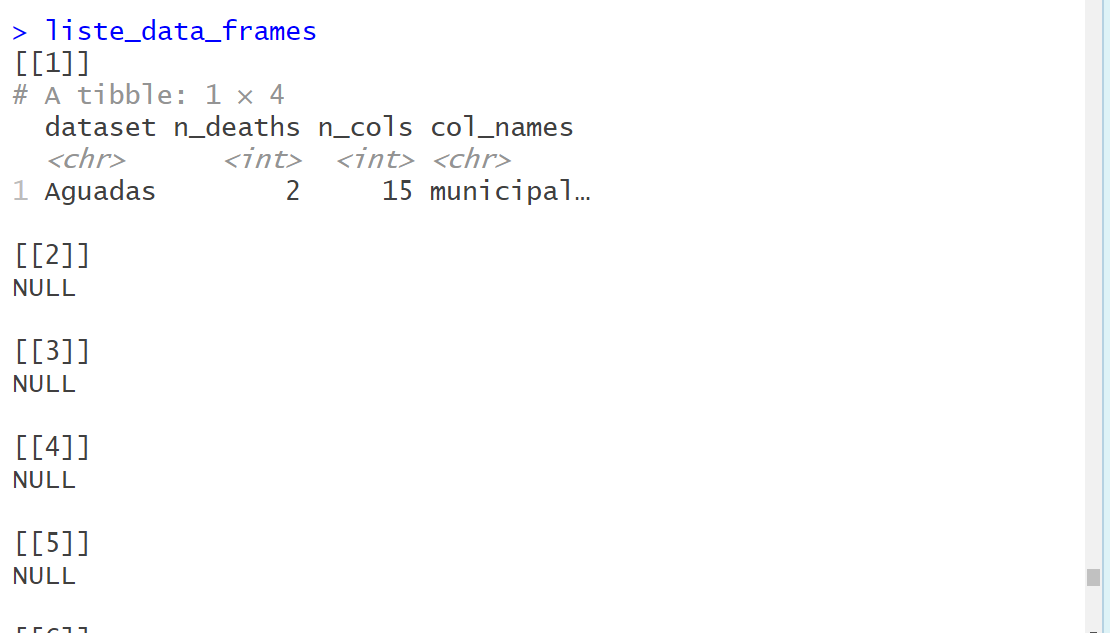 > liste_data_frames
[[1]]
# A tibble: 1 × 4
  dataset n_deaths n_cols col_names
  <chr>      <int>  <int> <chr>
1 Aguadas        2     15 municipal…
[[2]]
NULL
[[3]]
NULL
[[4]]
NULL
[[5]]
NULL